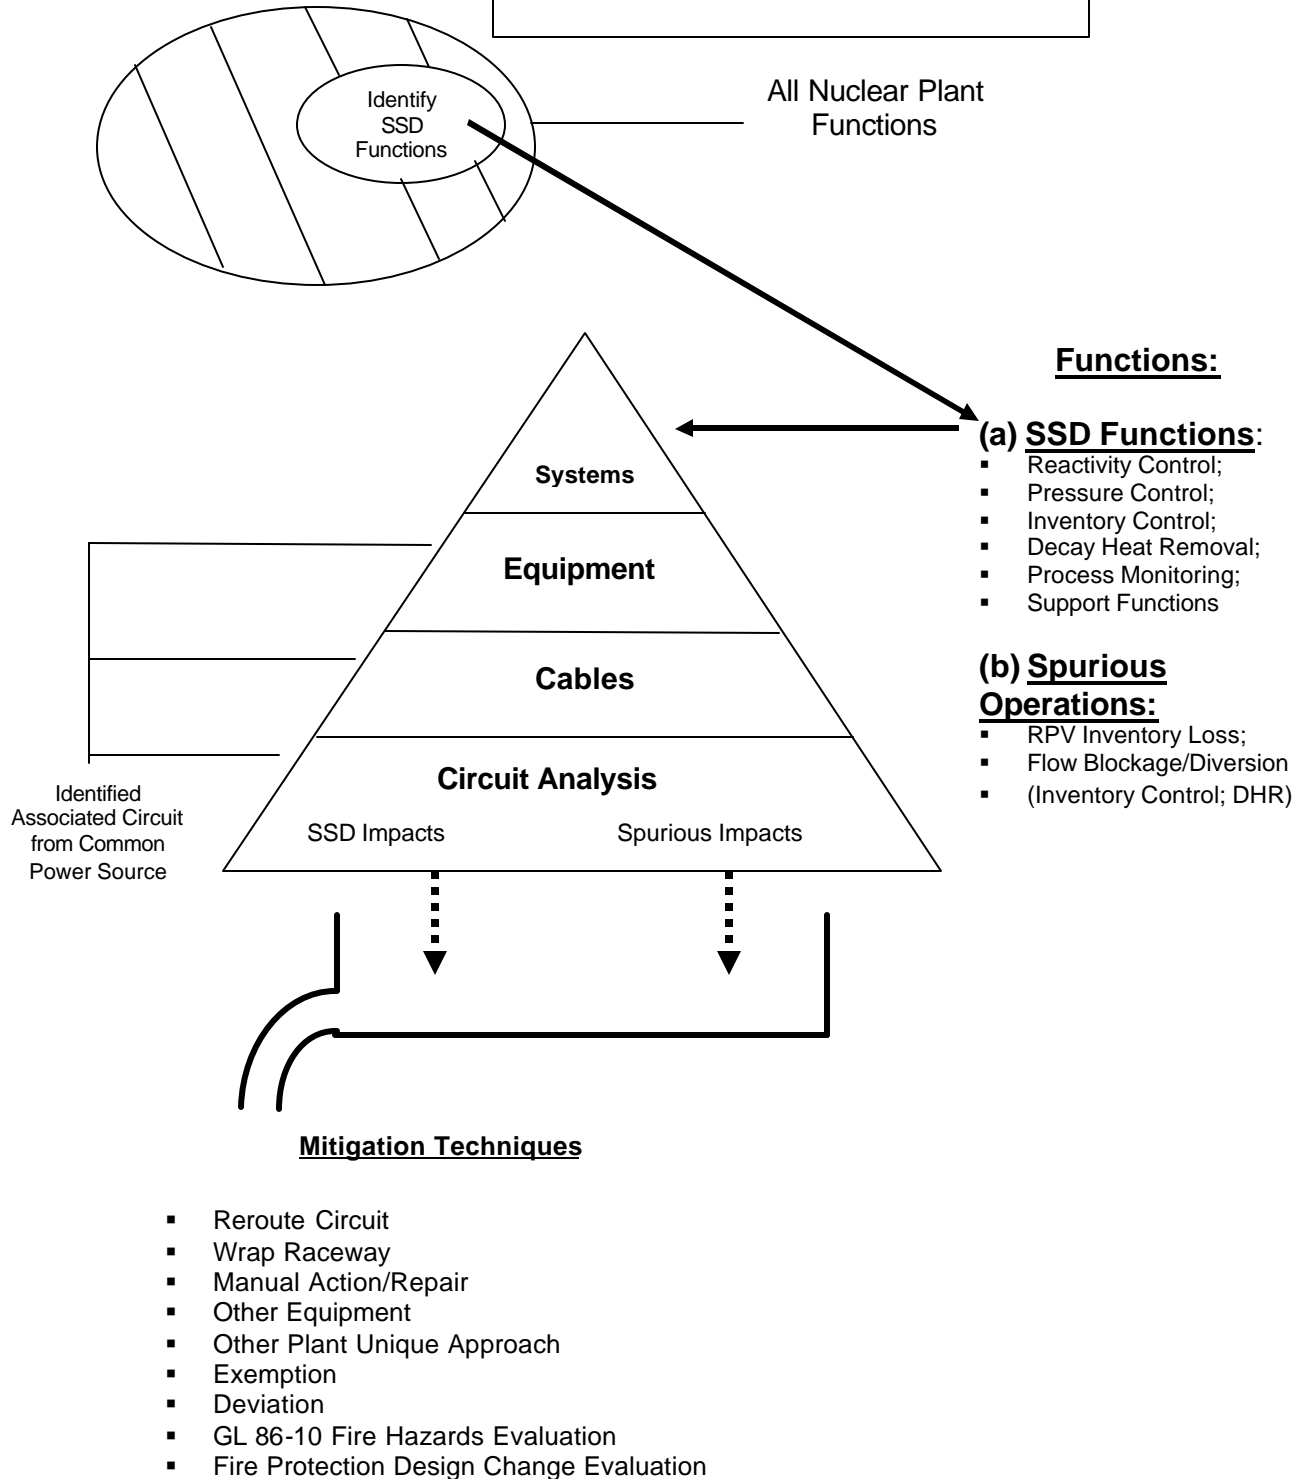 Identify
SSD
Functions
All Nuclear Plant
Functions
Functions:
(a) SSD Functions:
▪ Reactivity Control;
▪ Pressure Control;
▪ Inventory Control;
▪ Decay Heat Removal;
▪ Process Monitoring;
▪ Support Functions
(b) Spurious
Operations:
▪ RPV Inventory Loss;
▪ Flow Blockage/Diversion
▪ (Inventory Control; DHR)
Systems
Equipment
Cables
Circuit Analysis
SSD Impacts
Spurious Impacts
Identified
Associated Circuit
from Common
Power Source
Mitigation Techniques
▪ Reroute Circuit
▪ Wrap Raceway
▪ Manual Action/Repair
▪ Other Equipment
▪ Other Plant Unique Approach
▪ Exemption
▪ Deviation
▪ GL 86-10 Fire Hazards Evaluation
▪ Fire Protection Design Change Evaluation